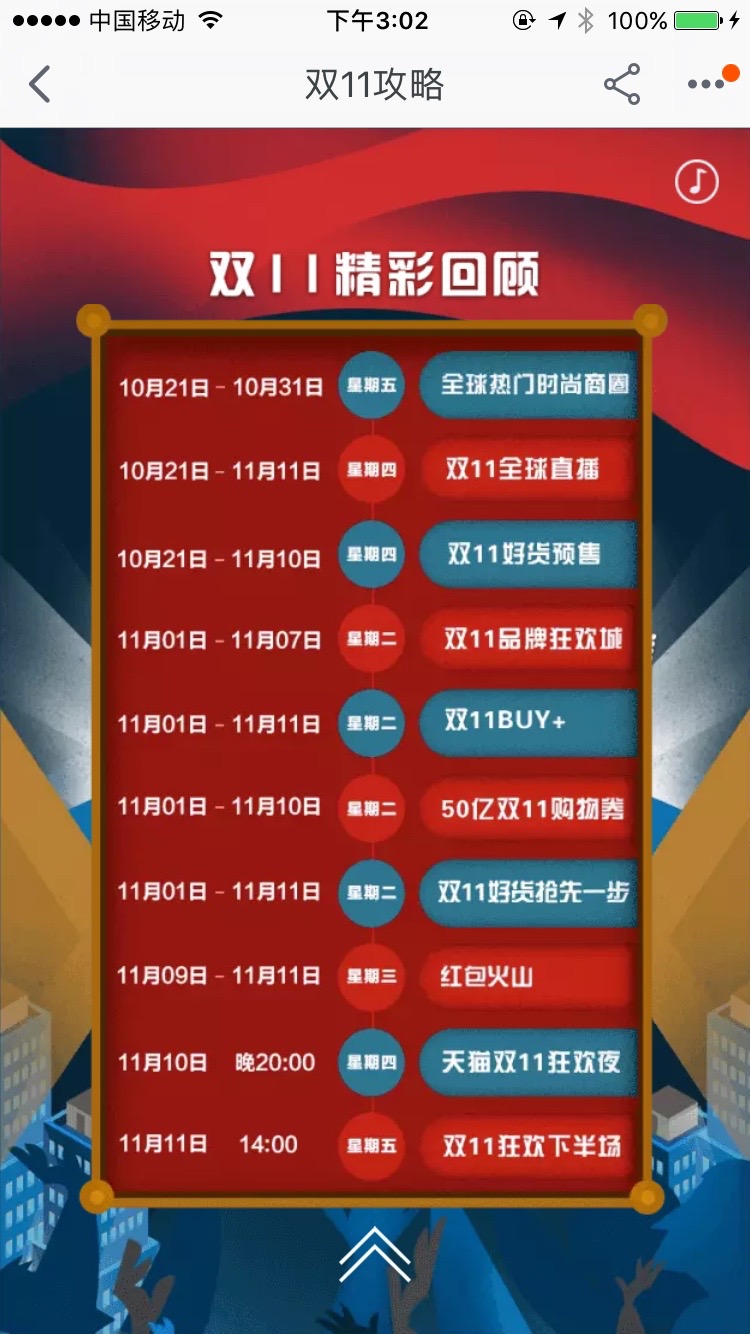 中国移动 下午3:02 100%
双11攻略
双11精彩回顾
10月21日 - 10月31日 星期五 全球热门时尚商圈
10月21日 - 11月11日 星期四 双11全球直播
10月21日 - 11月10日 星期四 双11好货预售
11月01日 - 11月07日 星期二 双11品牌狂欢城
11月01日 - 11月11日 星期二 双11BUY+
11月01日 - 11月10日 星期二 50亿双11购物券
11月01日 - 11月11日 星期二 双11好货抢先一步
11月09日 - 11月11日 星期三 红包火山
11月10日 晚20:00 星期四 天猫双11狂欢夜
11月11日 14:00 星期五 双11狂欢下半场